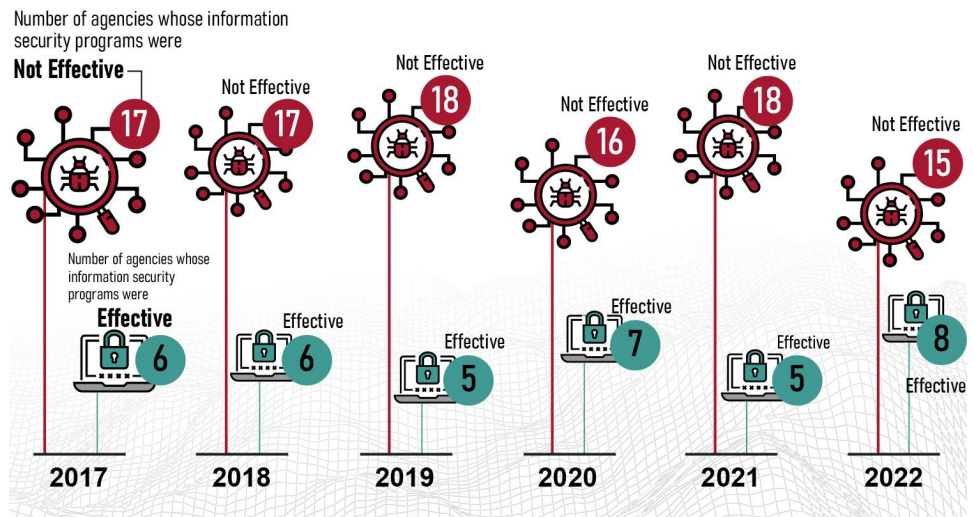 Number of agencies whose information
security programs were
Not Effective
17
Not Effective
17
Not Effective
18
Not Effective
16
Not Effective
18
Not Effective
15
Number of agencies whose
information security
programs were
Effective
6
Effective
6
Effective
5
Effective
7
Effective
5
8
Effective
2017
2018
2019
2020
2021
2022